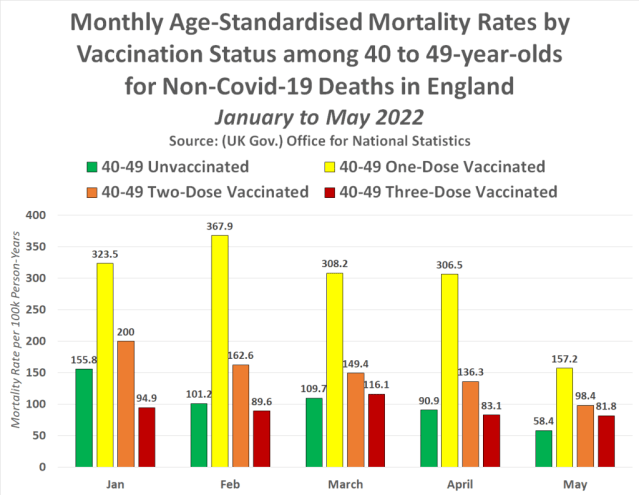 Monthly Age-Standardised Mortality Rates by
Vaccination Status among 40 to 49-year-olds
for Non-Covid-19 Deaths in England
January to May 2022
Source: (UK Gov.) Office for National Statistics
40-49 Unvaccinated
40-49 One-Dose Vaccinated
40-49 Two-Dose Vaccinated
40-49 Three-Dose Vaccinated
Mortality Rate per 100k Person-Years
400
350
300
250
200
150
100
50
0
155.8
323.5
200
94.9
101.2
367.9
162.6
89.6
109.7
308.2
149.4
116.1
90.9
306.5
136.3
83.1
58.4
157.2
98.4
81.8
Jan
Feb
March
April
May